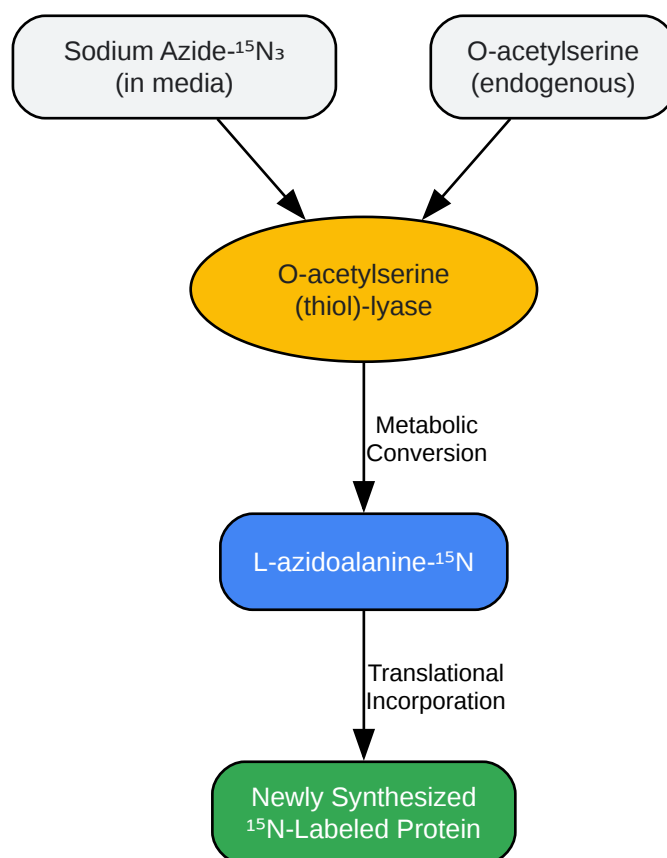 Sodium Azide-¹⁵N₃
(in media)
O-acetylserine
(endogenous)
O-acetylserine
(thiol)-lyase
Metabolic
Conversion
L-azidoalanine-¹⁵N
Translational
Incorporation
Newly Synthesized
¹⁵N-Labeled Protein